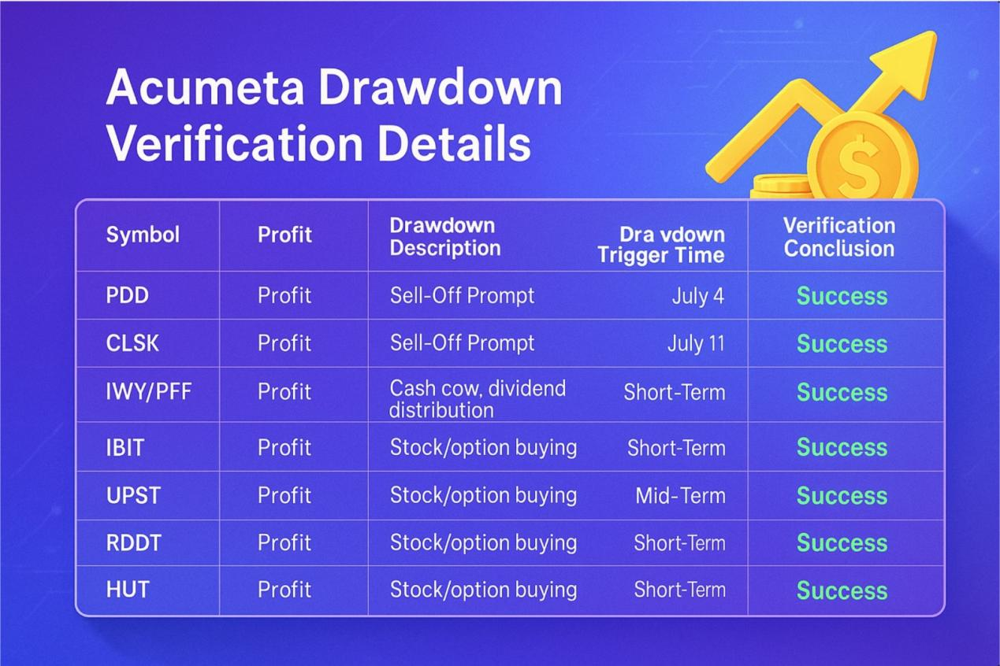 Acumeta Drawdown
Verification Details
$
Symbol Profit Drawdown Description Dra vdown Trigger Time Verification Conclusion
PDD Profit Sell-Off Prompt July 4 Success
CLSK Profit Sell-Off Prompt July 11 Success
IWY/PFF Profit Cash cow, dividend distribution Short-Term Success
IBIT Profit Stock/option buying Short-Term Success
UPST Profit Stock/option buying Mid-Term Success
RDDT Profit Stock/option buying Short-Term Success
HUT Profit Stock/option buying Short-Term Success